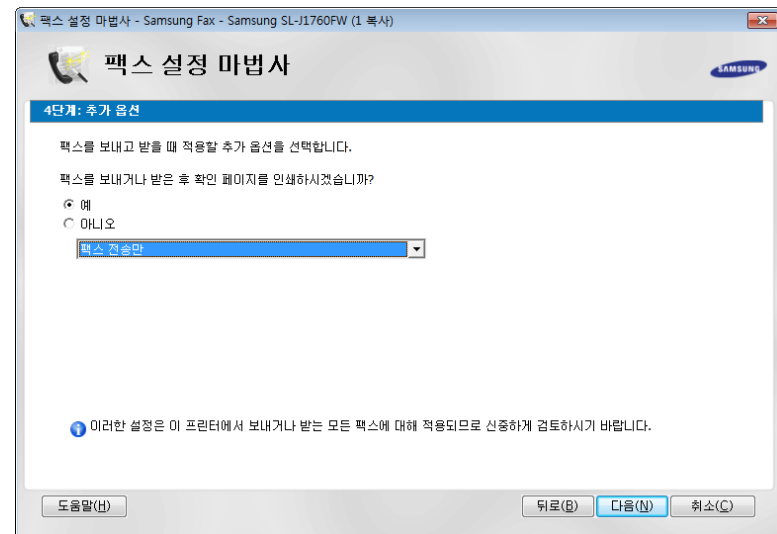 팩스 설정 마법사 - Samsung Fax - Samsung SL-J1760FW (1 복사)
팩스 설정 마법사
SAMSUNG
4단계: 추가 옵션
팩스를 보내고 받을 때 적용할 추가 옵션을 선택합니다.
팩스를 보내거나 받은 후 확인 페이지를 인쇄하시겠습니까?
예
아니오
팩스 전송만
이러한 설정은 이 프린터에서 보내거나 받는 모든 팩스에 대해 적용되므로 신중하게 검토하시기 바랍니다.
도움말(H) 뒤로(B) 다음(N) 취소(C)